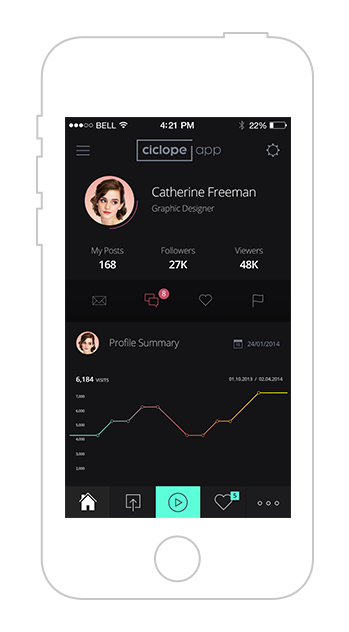 BELL 4:21 PM 22%
ciclope app
Catherine Freeman
Graphic Designer
My Posts Followers Viewers
168 27K 48K
8
Profile Summary 24/01/2014
6,184 VISITS 01.10.2013 / 02.04.2014
7,000
6,000
5,000
4,000
3,000
2,000
5